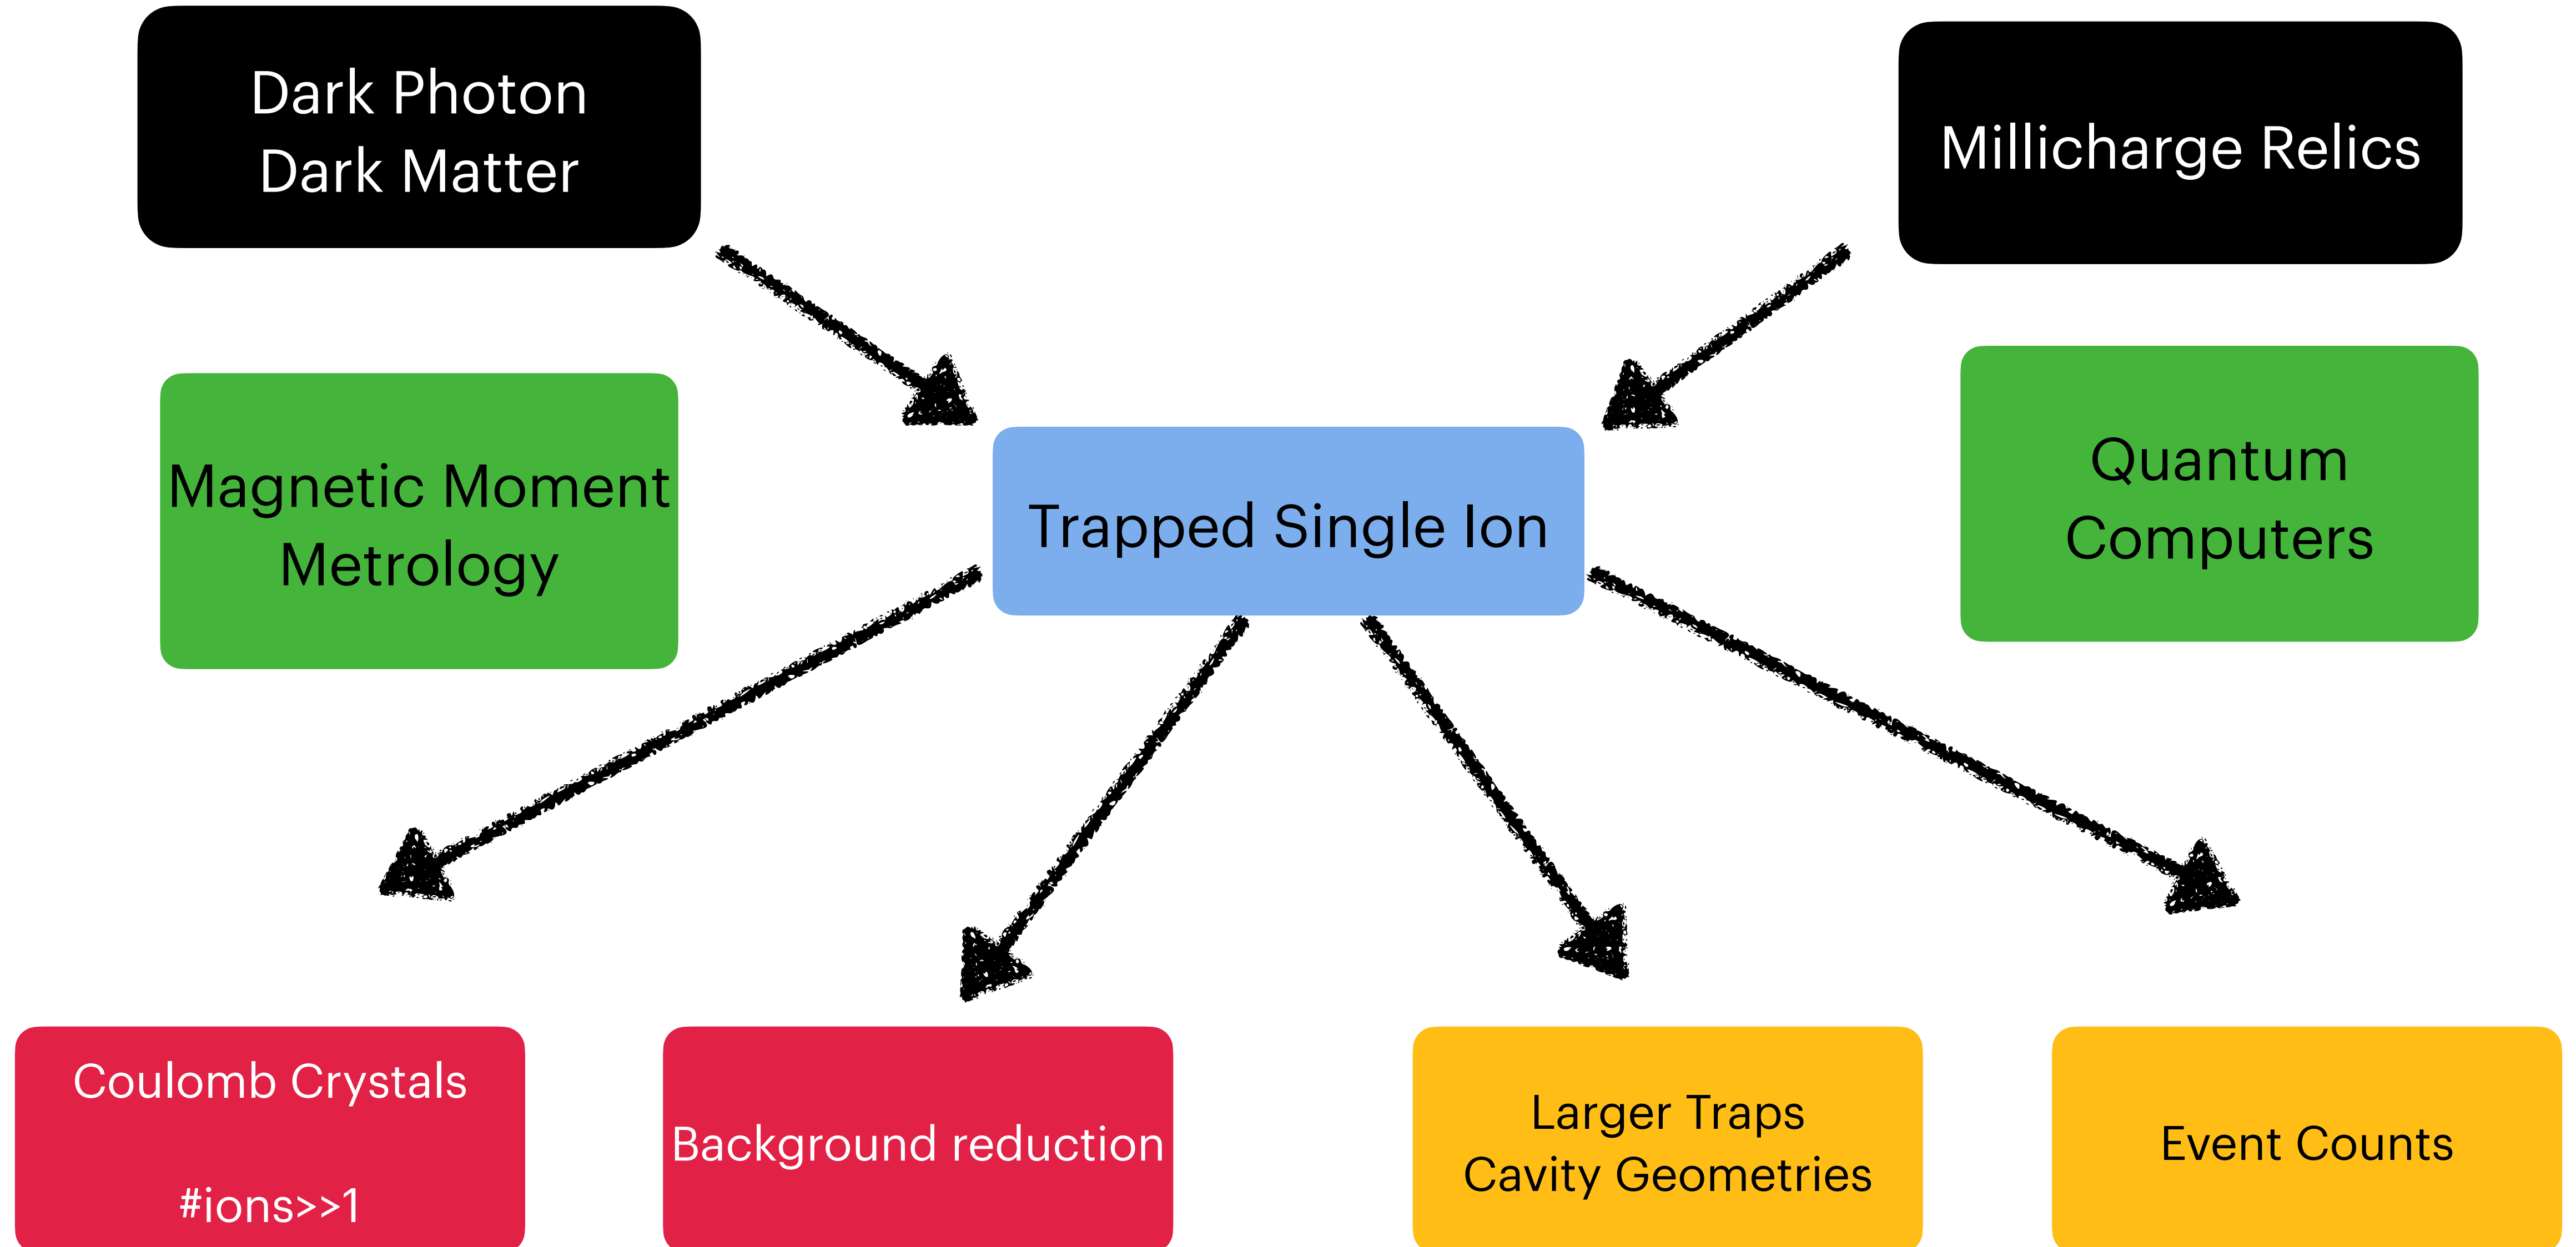 Dark Photon
Dark Matter
Millicharge Relics
Magnetic Moment
Metrology
Trapped Single Ion
Quantum
Computers
Coulomb Crystals
#ions>>1
Background reduction
Larger Traps
Cavity Geometries
Event Counts